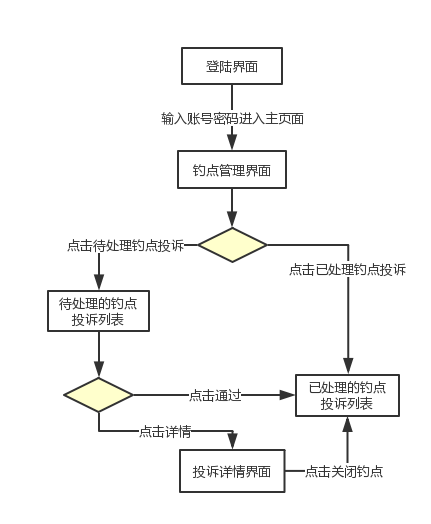 登陆界面
输入账号密码进入主页面
钓点管理界面
点击待处理钓点投诉
点击已处理钓点投诉
待处理的钓点
投诉列表
点击通过
已处理的钓点
投诉列表
点击详情
投诉详情界面
点击关闭钓点